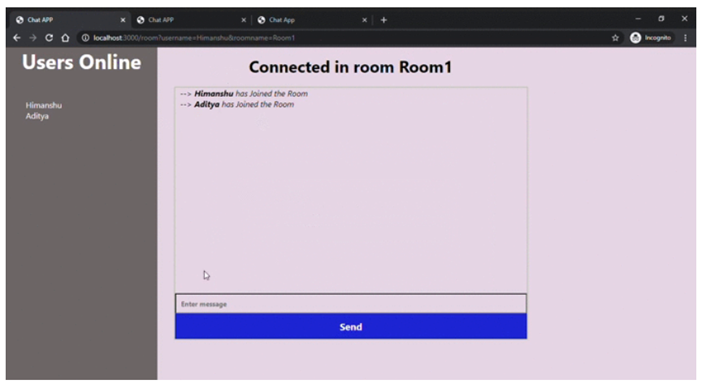 Chat APP
Chat APP
Chat App
localhost:3000/room?username=Himanshu&roomname=Room1
Incognito
Users Online
Himanshu
Aditya
Connected in room Room1
--> Himanshu has Joined the Room
--> Aditya has Joined the Room
Enter message
Send